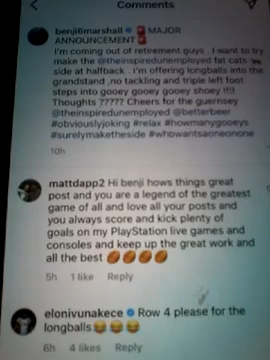 Comments
benji6marshall 🚨 MAJOR
ANNOUNCEMENT🚨
I'm coming out of retirement guys . I want to try
make the @theinspiredunemployed fat cats
side at halfback . I'm offering longballs into the
grandstand ,no tackling and triple left foot
steps into gooey gooey gooey shoey !!!!
Thoughts ????? Cheers for the guernsey
@theinspiredunemployed @betterbeer
#obviouslyjoking #relax #howmanygooeys
#surelymaketheside #whowantsaoneonone
10h
mattdapp2 Hi benji hows things great
post and you are a legend of the greatest
game of all and love all your posts and
you always score and kick plenty of
goals on my PlayStation live games and
consoles and keep up the great work and
all the best 🏉🏉🏉🏉
5h 1 like Reply
elonivunakece Row 4 please for the
longballs😂😂😂
6h 4 likes Reply